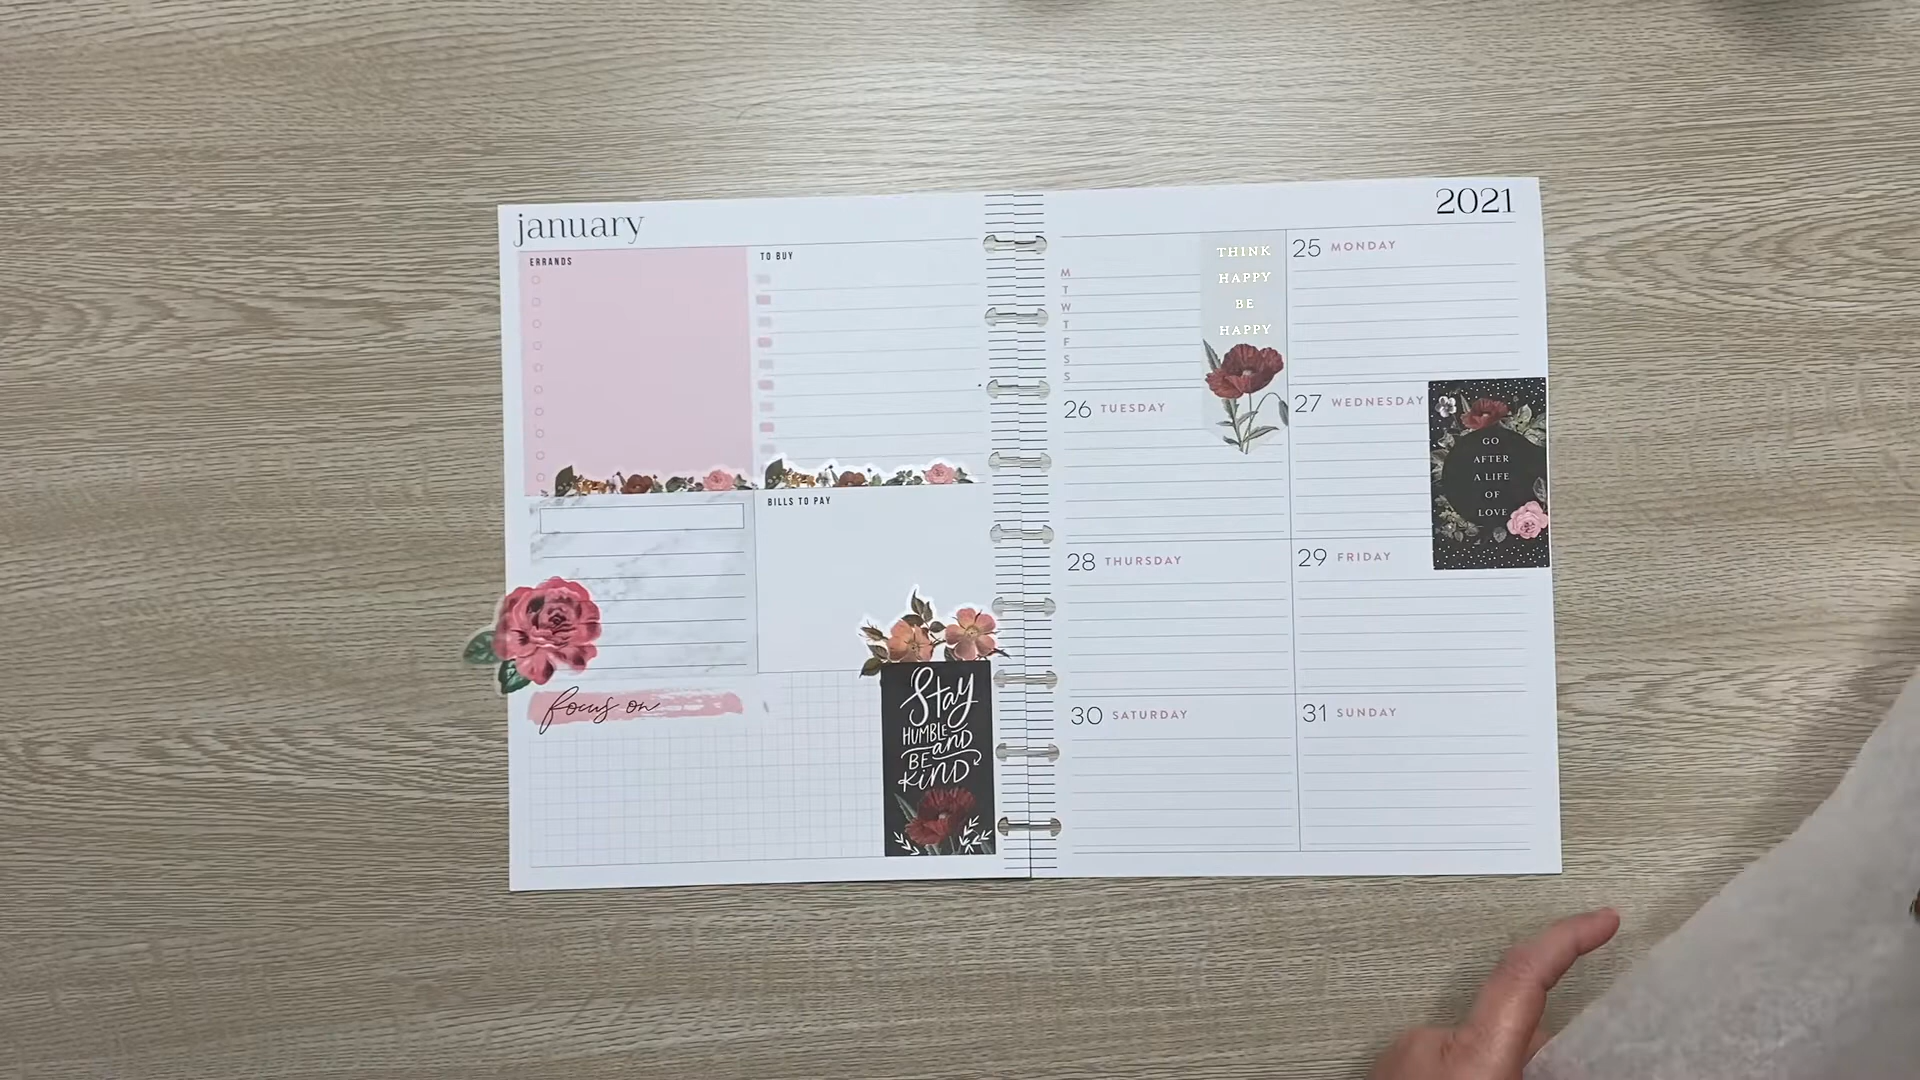 january
ERRANDS
TO BUY
BILLS TO PAY
focus on
Stay
HUMBLE
and
BE
KIND
2021
M
T
W
T
F
S
S
THINK
HAPPY
BE
HAPPY
25 MONDAY
26 TUESDAY
27 WEDNESDAY
GO
AFTER
A LIFE
OF
LOVE
28 THURSDAY
29 FRIDAY
30 SATURDAY
31 SUNDAY